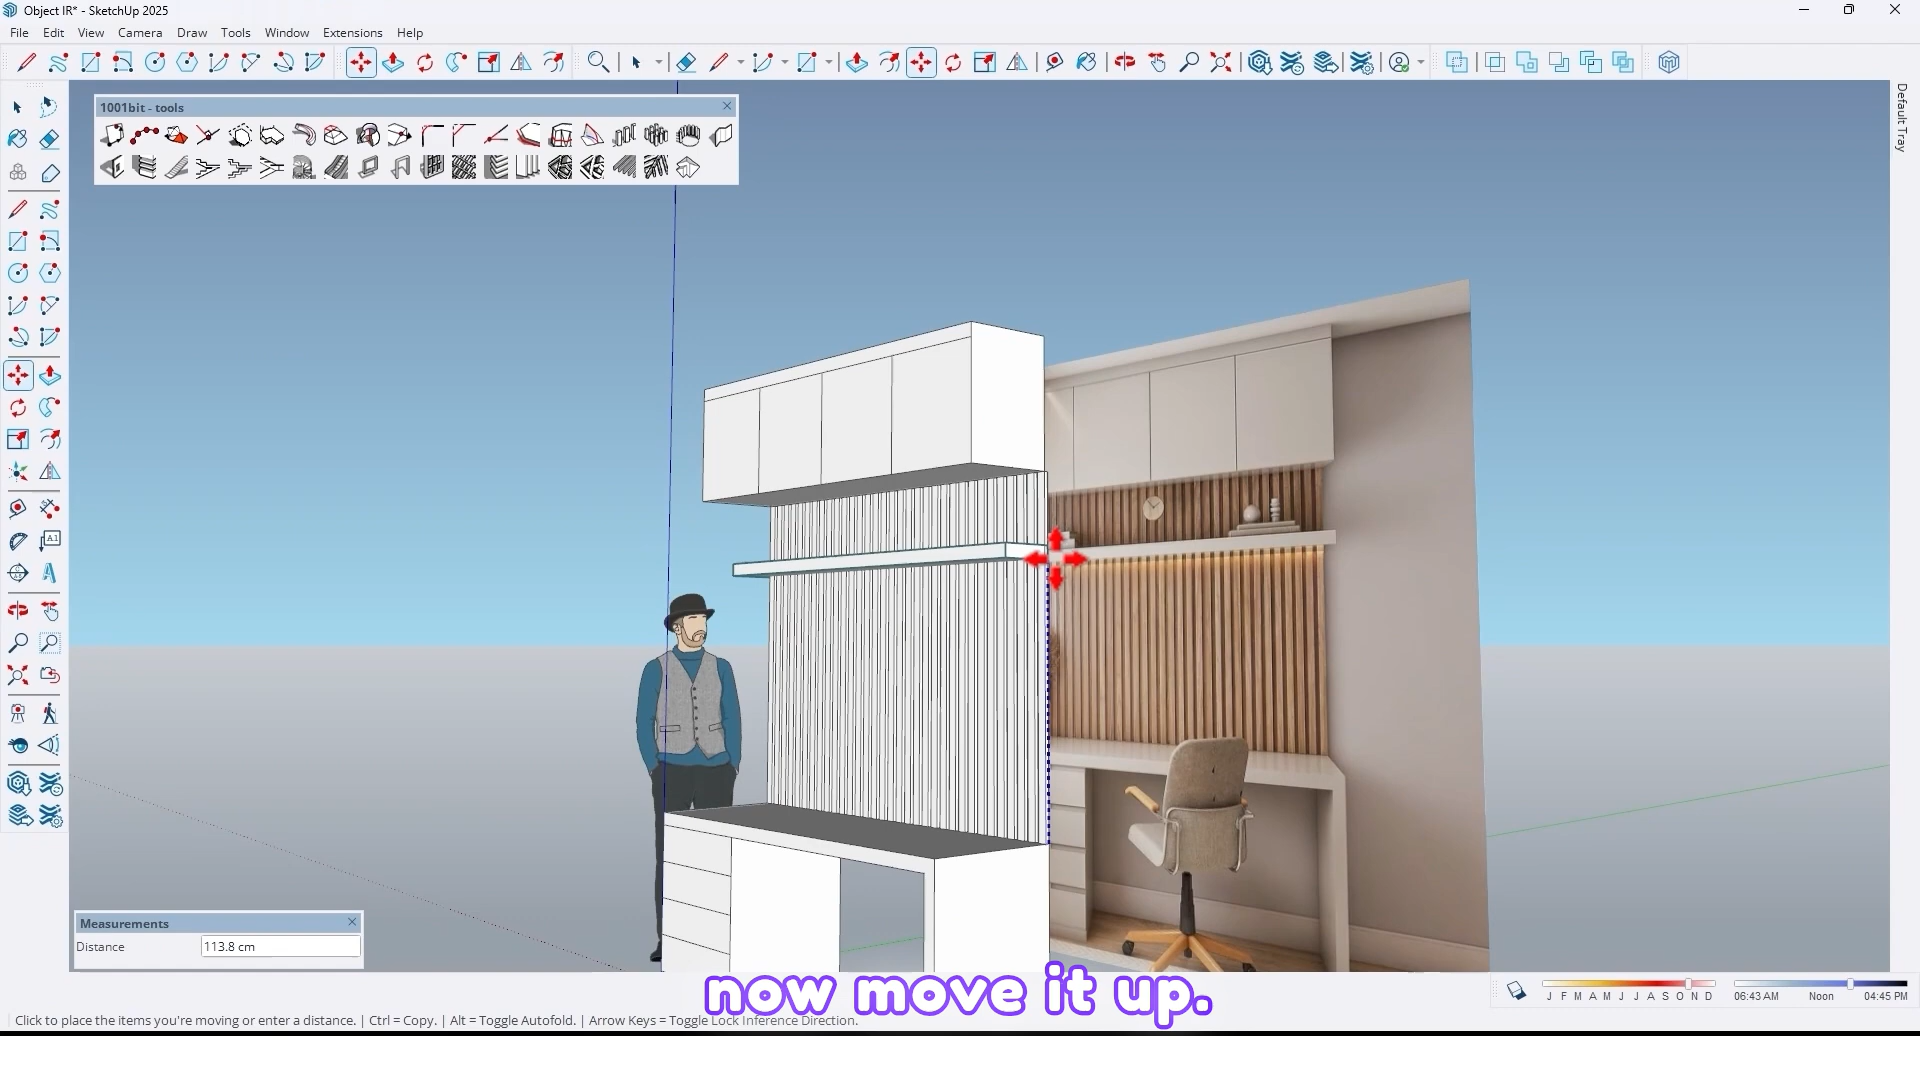 Object IR* - SketchUp 2025
File Edit View Camera Draw Tools Window Extensions Help
1001bit - tools
Default Tray
A1
Measurements
Distance 113.8 cm
now move it up.
J F M A M J J A S O N D 06:43 AM Noon 04:45 PM
Click to place the items you're moving or enter a distance. | Ctrl = Copy. | Alt = Toggle Autofold. | Arrow Keys = Toggle Lock Inference Direction.